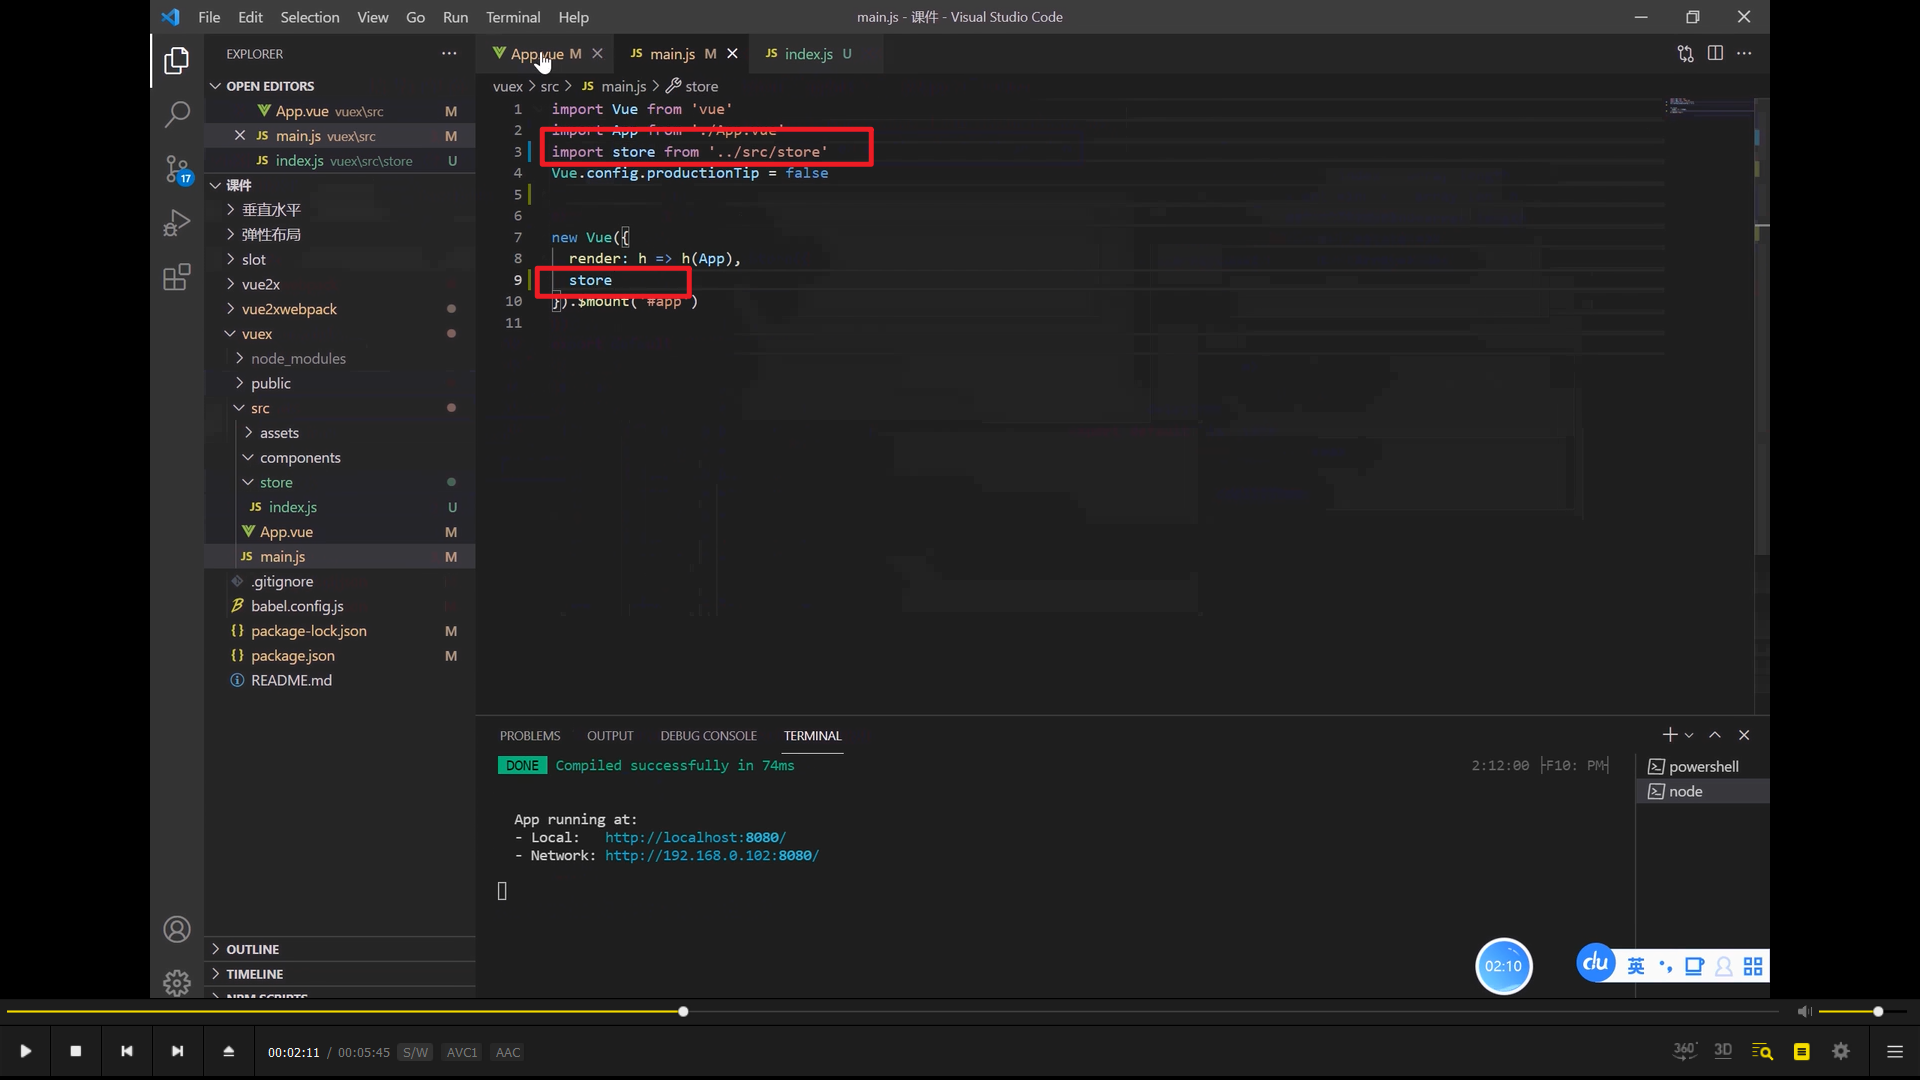 File Edit Selection View Go Run Terminal Help
main.js - 课件 - Visual Studio Code
EXPLORER
OPEN EDITORS
App.vue vuex\src M
main.js vuex\src M
index.js vuex\src\store U
课件
垂直水平
弹性布局
slot
vue2x
vue2xwebpack
vuex
node_modules
public
src
assets
components
store
JS index.js U
App.vue M
JS main.js M
.gitignore
babel.config.js
package-lock.json M
package.json M
README.md
OUTLINE
TIMELINE
NPM SCRIPTS
17
App.vue M
JS main.js M
JS index.js U
vuex > src > JS main.js > store
1 import Vue from 'vue'
2 import App from './App.vue'
3 import store from '../src/store'
4 Vue.config.productionTip = false
5
6
7 new Vue({
8 render: h => h(App),
9 store
10 }).$mount('#app')
11
PROBLEMS OUTPUT DEBUG CONSOLE TERMINAL
DONE Compiled successfully in 74ms
2:12:00 ├F10: PM┤
App running at:
- Local: http://localhost:8080/
- Network: http://192.168.0.102:8080/
powershell
node
02:10
du 英
00:02:11 / 00:05:45 S/W AVC1 AAC
360° 3D